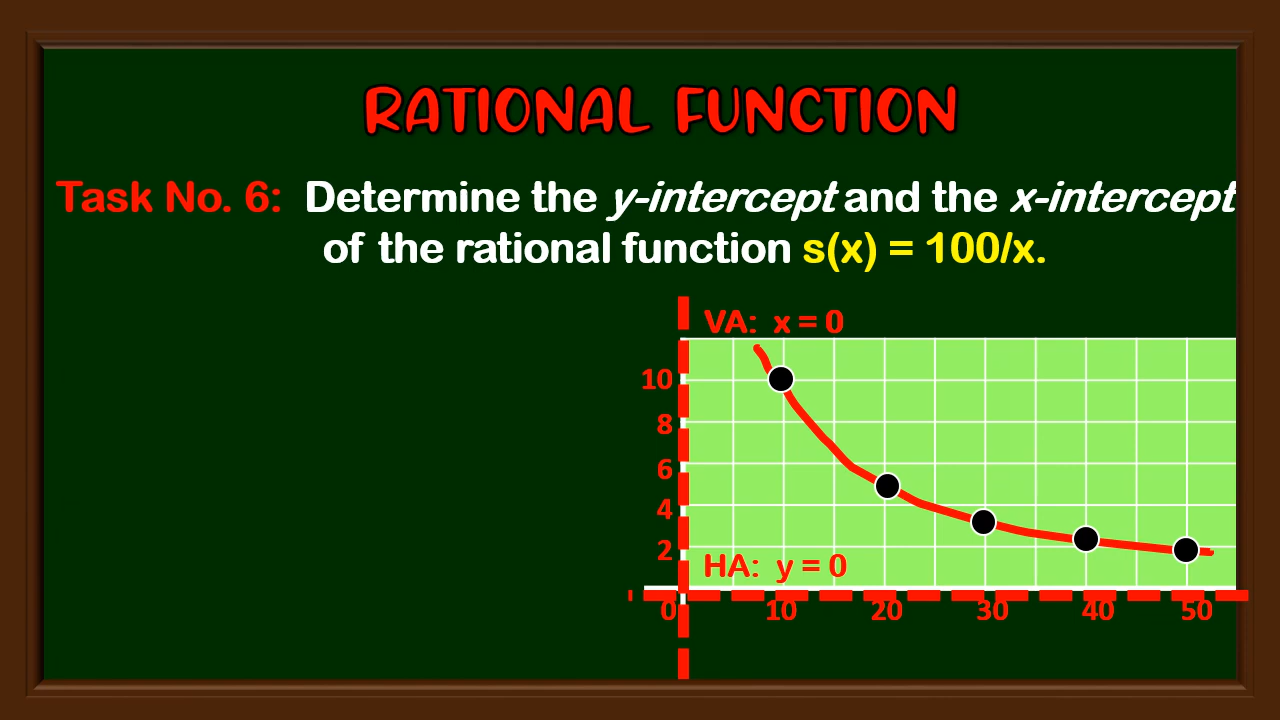 RATIONAL FUNCTION
Task No. 6: Determine the y-intercept and the x-intercept
of the rational function s(x) = 100/x.
VA: x = 0
10
8
6
4
2
HA: y = 0
0 10 20 30 40 50